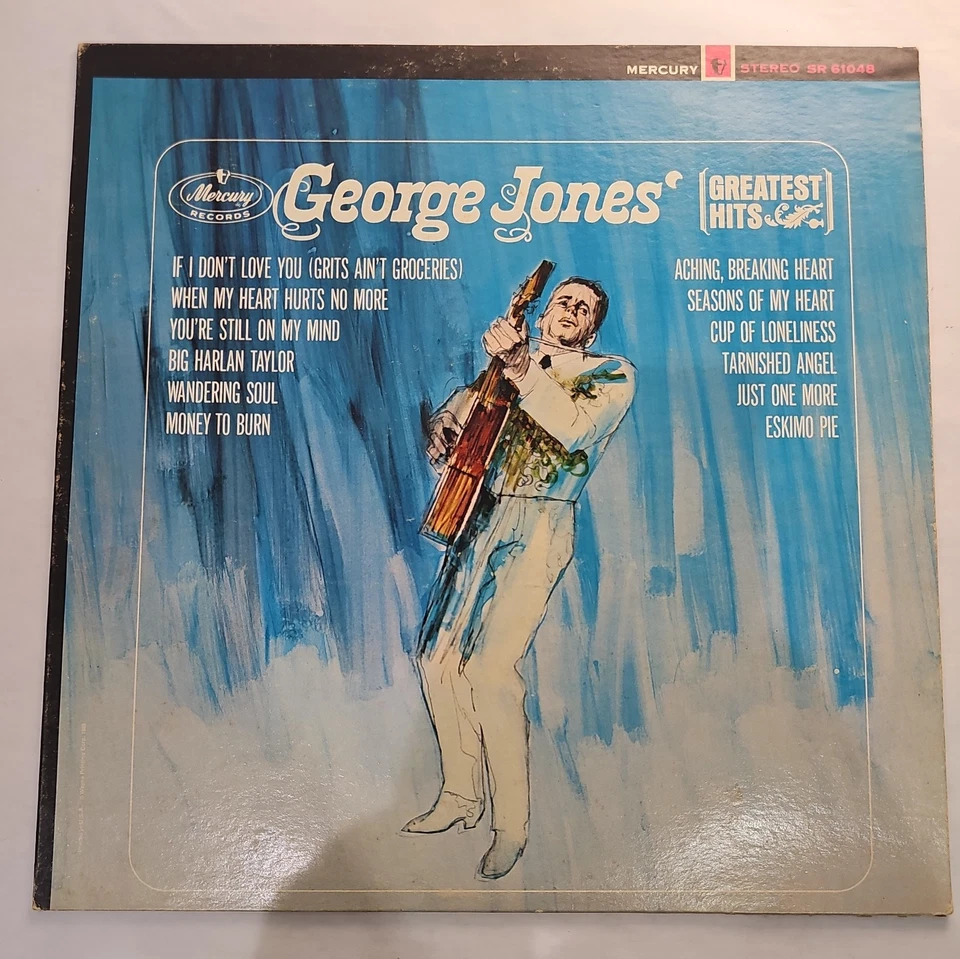 MERCURY STEREO SR 61048
Mercury
RECORDS
George Jones'
GREATEST
HITS
IF I DON'T LOVE YOU (GRITS AIN'T GROCERIES)
WHEN MY HEART HURTS NO MORE
YOU'RE STILL ON MY MIND
BIG HARLAN TAYLOR
WANDERING SOUL
MONEY TO BURN
ACHING, BREAKING HEART
SEASONS OF MY HEART
CUP OF LONELINESS
TARNISHED ANGEL
JUST ONE MORE
ESKIMO PIE